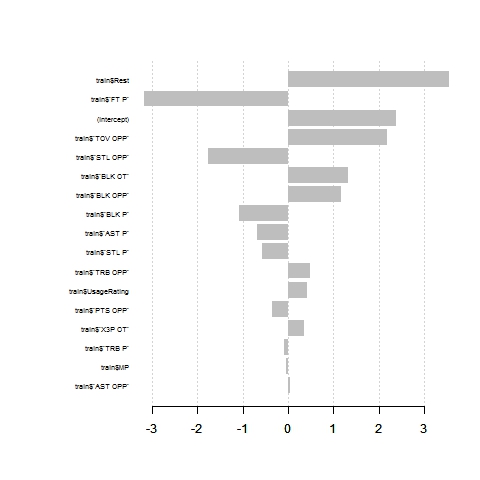 train$Rest
train$`FT P`
(Intercept)
train$`TOV OPP`
train$`STL OPP`
train$`BLK OT`
train$`BLK OPP`
train$`BLK P`
train$`AST P`
train$`STL P`
train$`TRB OPP`
train$UsageRating
train$`PTS OPP`
train$`X3P OT`
train$`TRB P`
train$MP
train$`AST OPP`
-3 -2 -1 0 1 2 3